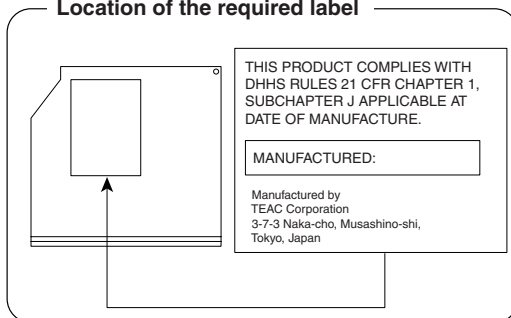 Location of the required label
THIS PRODUCT COMPLIES WITH
DHHS RULES 21 CFR CHAPTER 1,
SUBCHAPTER J APPLICABLE AT
DATE OF MANUFACTURE.
MANUFACTURED:
Manufactured by
TEAC Corporation
3-7-3 Naka-cho, Musashino-shi,
Tokyo, Japan